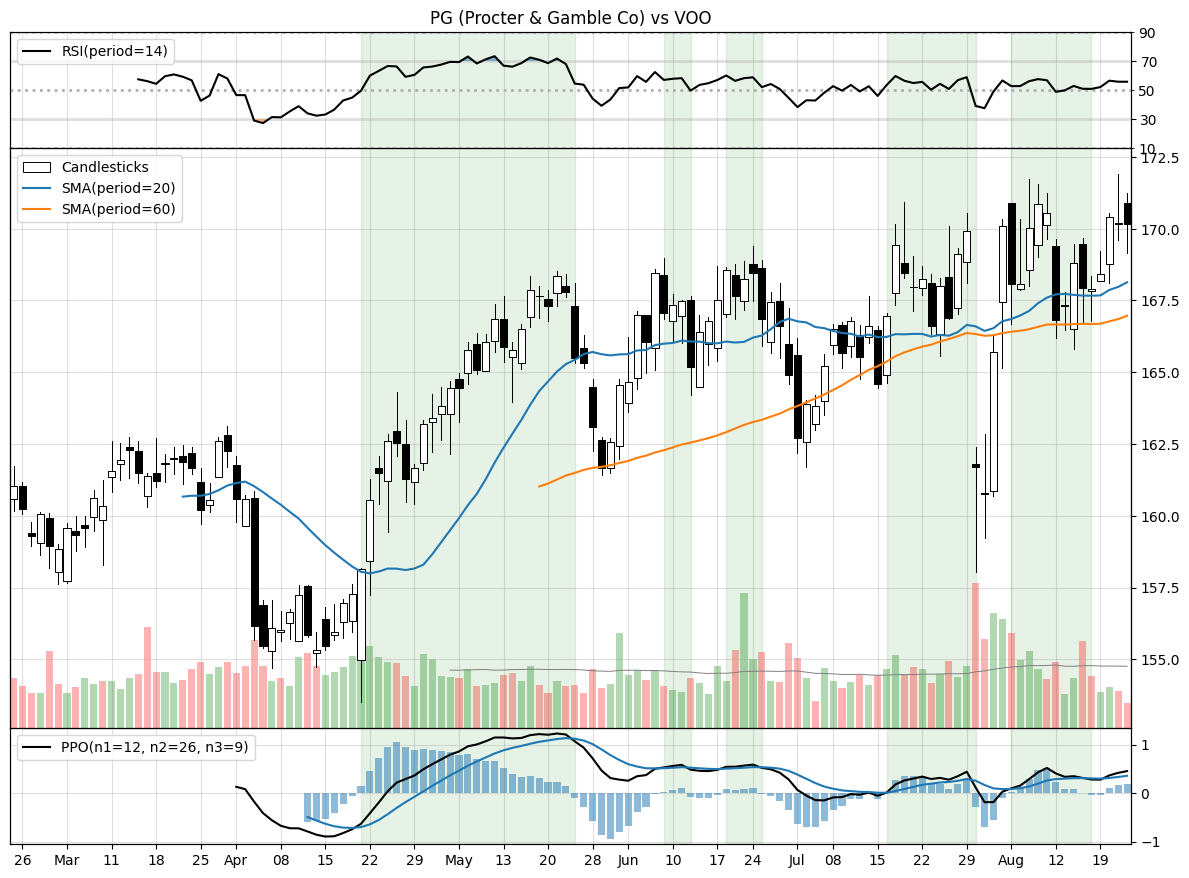 PG (Procter & Gamble Co) vs VOO
RSI(period=14)
90
70
50
30
10
Candlesticks
SMA(period=20)
SMA(period=60)
172.5
170.0
167.5
165.0
162.5
160.0
157.5
155.0
PPO(n1=12, n2=26, n3=9)
1
0
−1
26 Mar 11 18 25 Apr 08 15 22 29 May 13 20 28 Jun 10 17 24 Jul 08 15 22 29 Aug 12 19